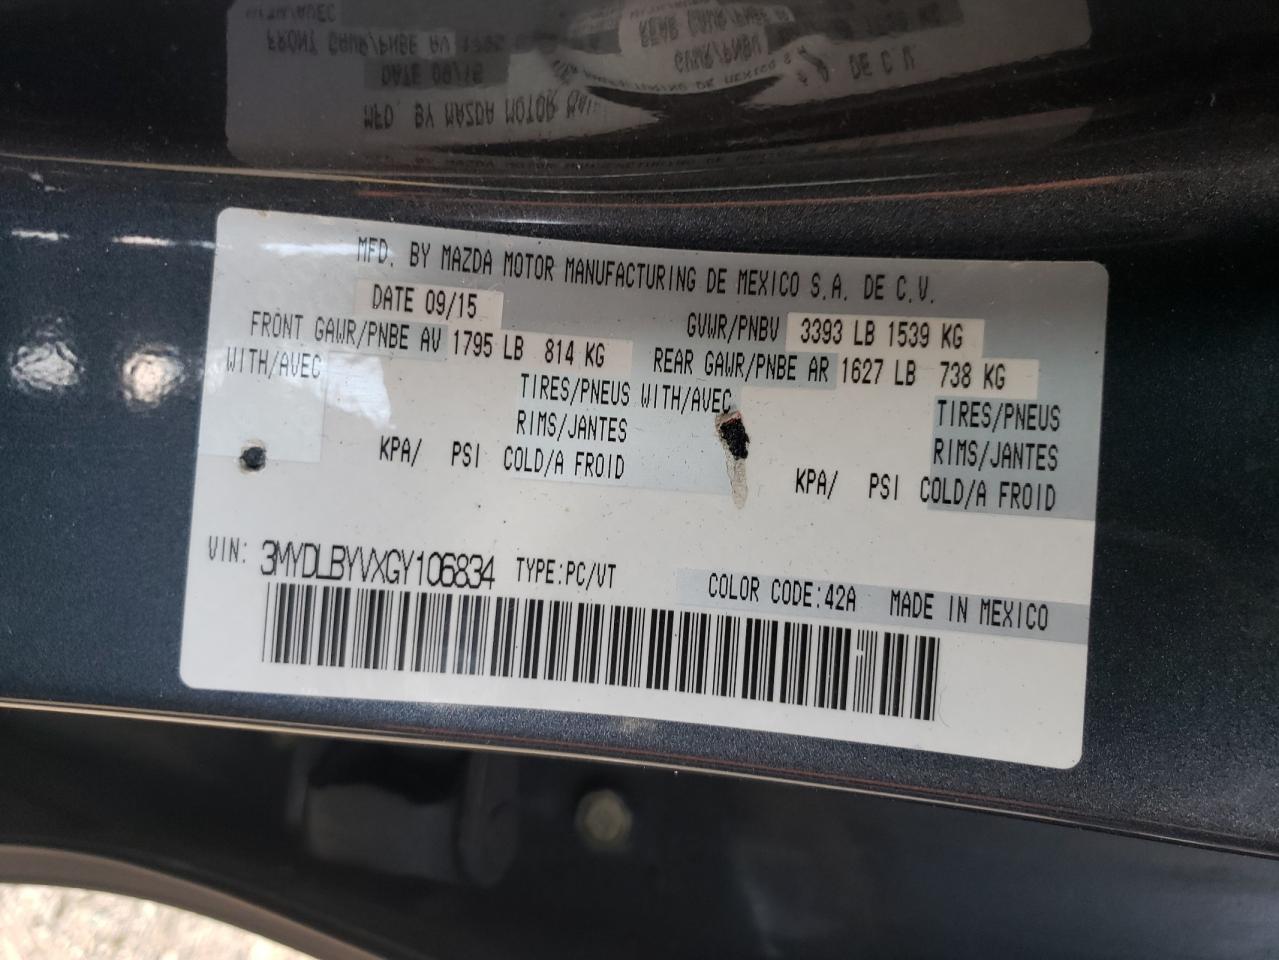 MFD. BY MAZDA MOTOR MANUFACTURING DE MEXICO S.A. DE C.V.
DATE 09/15 GVWR/PNBV 3393 LB 1539 KG
FRONT GAWR/PNBE AV 1795 LB 814 KG REAR GAWR/PNBE AR 1627 LB 738 KG
WITH/AVEC TIRES/PNEUS WITH/AVEC TIRES/PNEUS
RIMS/JANTES RIMS/JANTES
KPA/ PSI COLD/A FROID KPA/ PSI COLD/A FROID
VIN: 3MYDLBYVXGY106834 TYPE:PC/VT COLOR CODE:42A MADE IN MEXICO